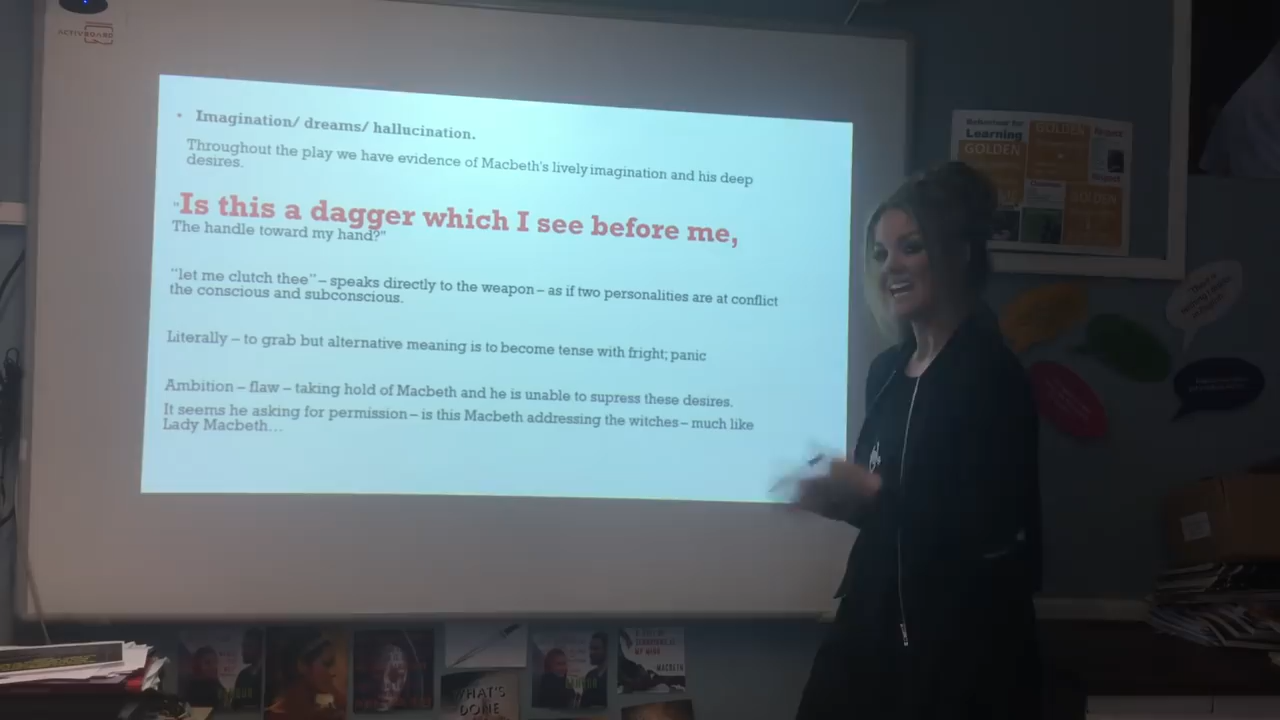 ACTIVBOARD
• Imagination/ dreams/ hallucination.
Throughout the play we have evidence of Macbeth's lively imagination and his deep
desires.
"Is this a dagger which I see before me,
The handle toward my hand?"
"let me clutch thee" – speaks directly to the weapon – as if two personalities are at conflict
the conscious and subconscious.
Literally – to grab but alternative meaning is to become tense with fright; panic
Ambition – flaw – taking hold of Macbeth and he is unable to supress these desires.
It seems he asking for permission – is this Macbeth addressing the witches – much like
Lady Macbeth...
Behaviour for
Learning
GOLDEN
GOLDEN
GOLDEN
Respect
MACBETH
WHAT'S
DONE